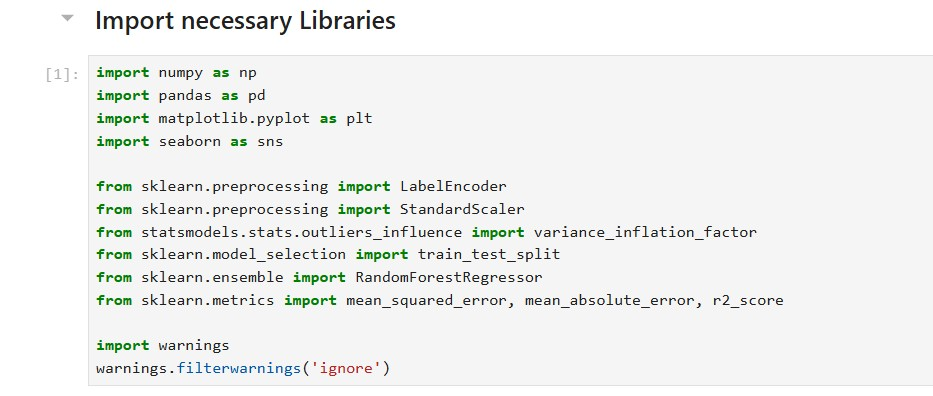 Import necessary Libraries
[1]:
import numpy as np
import pandas as pd
import matplotlib.pyplot as plt
import seaborn as sns
from sklearn.preprocessing import LabelEncoder
from sklearn.preprocessing import StandardScaler
from statsmodels.stats.outliers_influence import variance_inflation_factor
from sklearn.model_selection import train_test_split
from sklearn.ensemble import RandomForestRegressor
from sklearn.metrics import mean_squared_error, mean_absolute_error, r2_score
import warnings
warnings.filterwarnings('ignore')